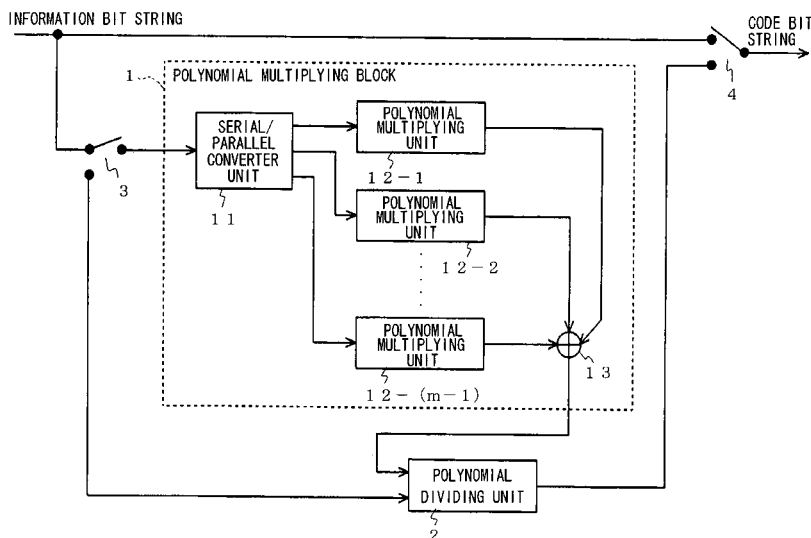 INFORMATION BIT STRING
CODE BIT
STRING
4
1
POLYNOMIAL MULTIPLYING BLOCK
SERIAL/
PARALLEL
CONVERTER
UNIT
11
POLYNOMIAL
MULTIPLYING
UNIT
12-1
3
POLYNOMIAL
MULTIPLYING
UNIT
12-2
POLYNOMIAL
MULTIPLYING
UNIT
12-(m-1)
13
POLYNOMIAL
DIVIDING UNIT
2